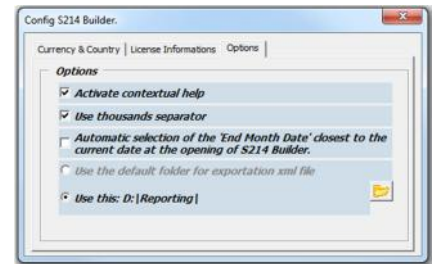 Config S214 Builder.
Currency & Country
License Informations
Options
Options
Activate contextual help
Use thousands separator
Automatic selection of the 'End Month Date' closest to the
current date at the opening of S214 Builder.
Use the default folder for exportation xml file
Use this: D:|Reporting|